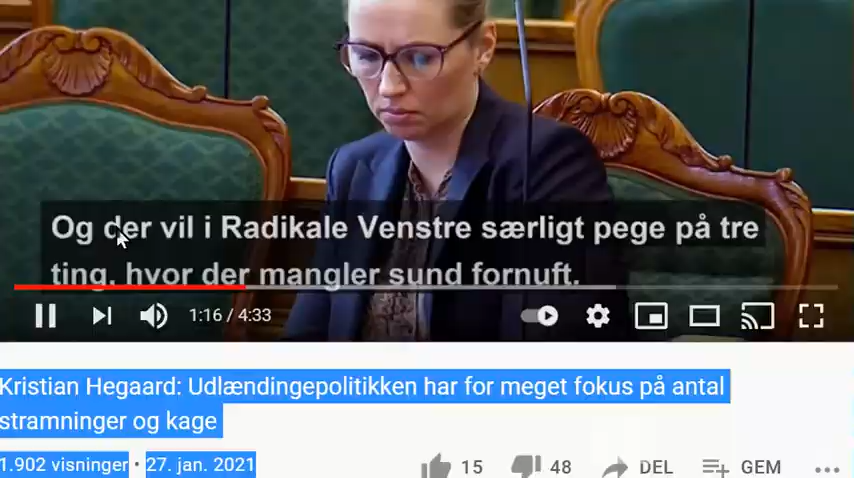 Og der vil i Radikale Venstre særligt pege på tre
ting, hvor der mangler sund fornuft.
1:16 / 4:33
Kristian Hegaard: Udlændingepolitikken har for meget fokus på antal
stramninger og kage
1.902 visninger • 27. jan. 2021
15 48 DEL GEM